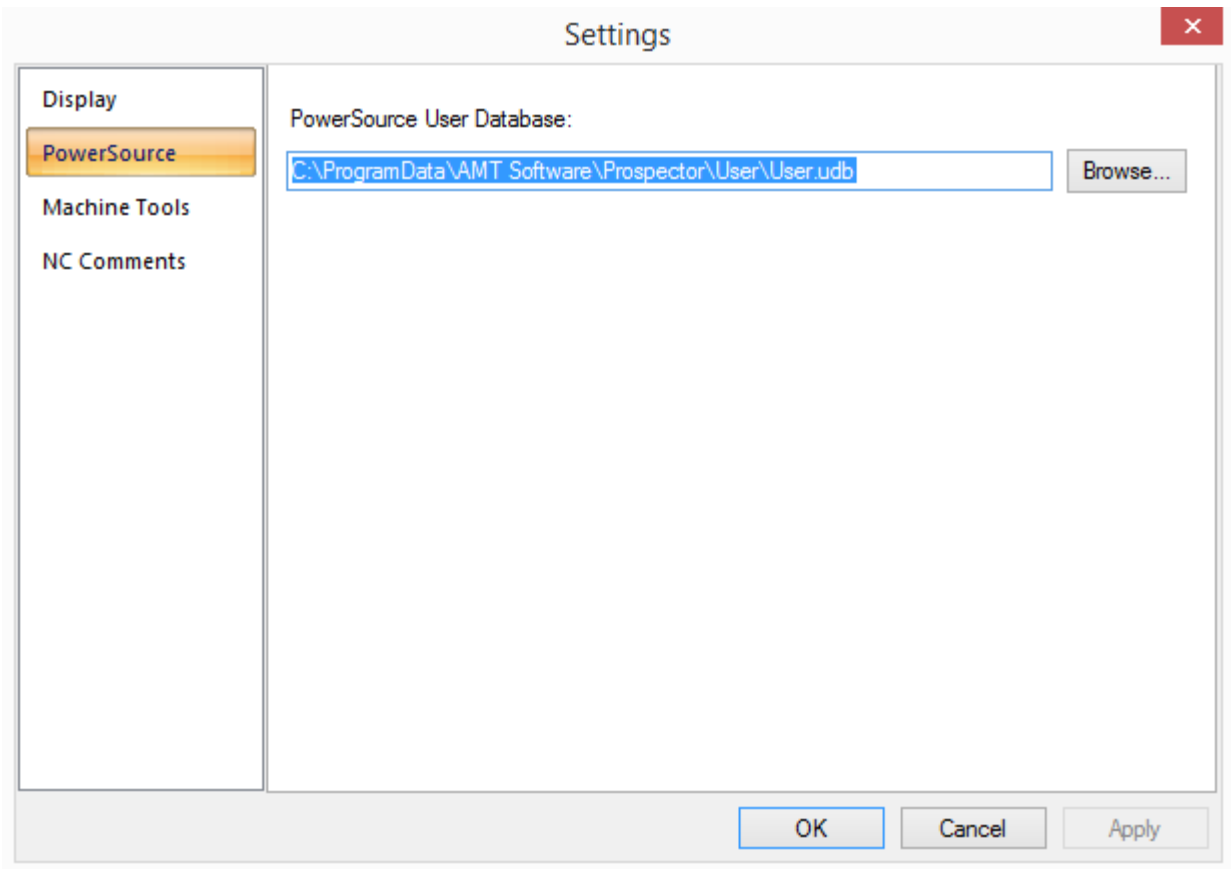 Settings
Display
PowerSource
Machine Tools
NC Comments
PowerSource User Database:
C:\ProgramData\AMT Software\Prospector\User\User.udb
Browse...
OK
Cancel
Apply